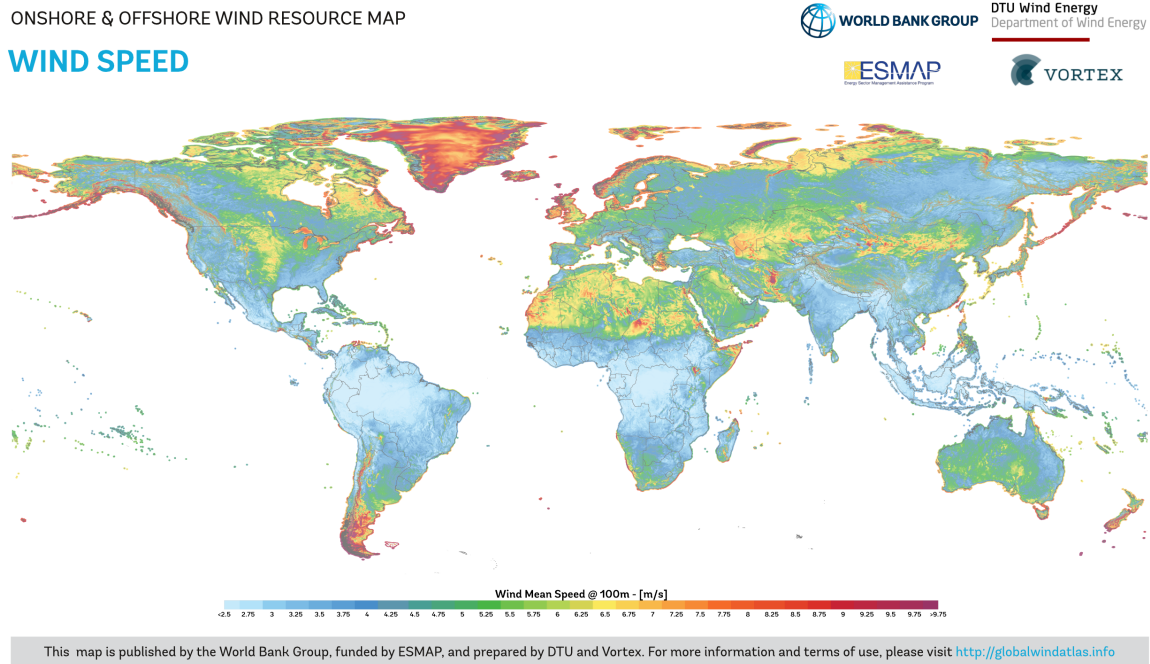 ONSHORE & OFFSHORE WIND RESOURCE MAP
WIND SPEED
WORLD BANK GROUP
DTU Wind Energy
Department of Wind Energy
ESMAP
Energy Sector Management Assistance Program
VORTEX
Wind Mean Speed @ 100m - [m/s]
<2.5 2.75 3 3.25 3.5 3.75 4 4.25 4.5 4.75 5 5.25 5.5 5.75 6 6.25 6.5 6.75 7 7.25 7.5 7.75 8 8.25 8.5 8.75 9 9.25 9.5 9.75 >9.75
This map is published by the World Bank Group, funded by ESMAP, and prepared by DTU and Vortex. For more information and terms of use, please visit http://globalwindatlas.info